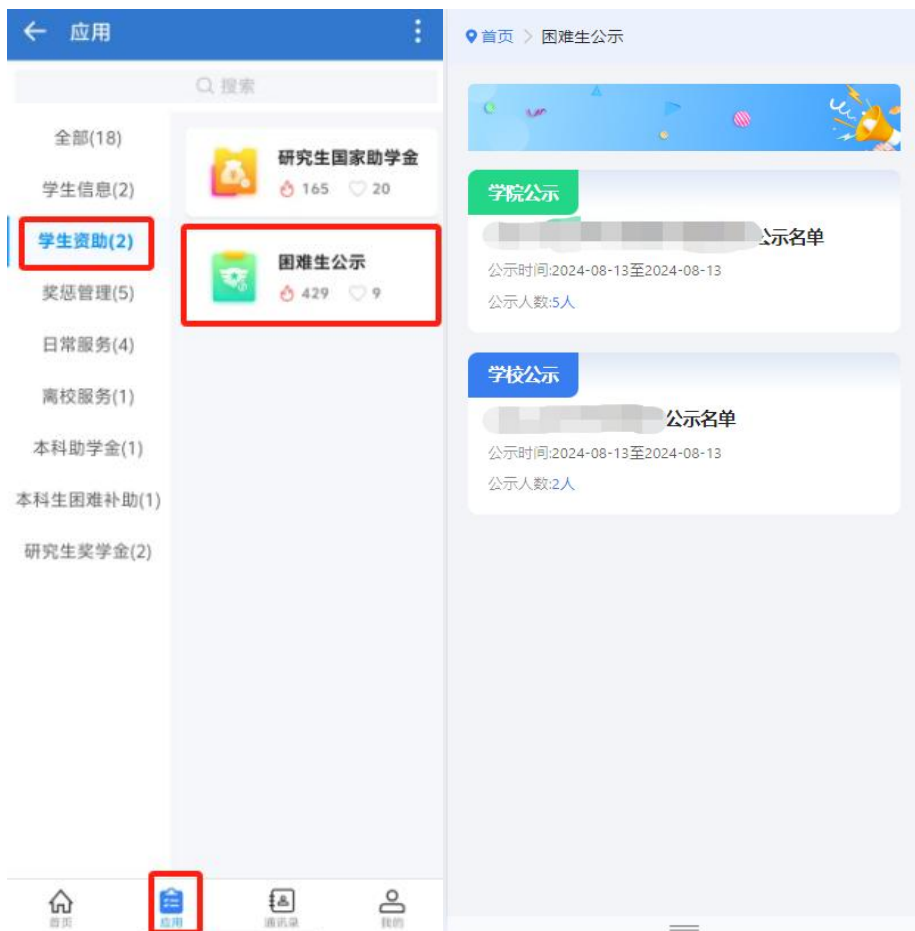 应用
搜索
全部(18)
学生信息(2)
学生资助(2)
奖惩管理(5)
日常服务(4)
离校服务(1)
本科助学金(1)
本科生困难补助(1)
研究生奖学金(2)
研究生国家助学金
165 20
困难生公示
429 9
首页
应用
通讯录
我的
首页 > 困难生公示
学院公示
公示名单
公示时间:2024-08-13至2024-08-13
公示人数:5人
学校公示
公示名单
公示时间:2024-08-13至2024-08-13
公示人数:2人